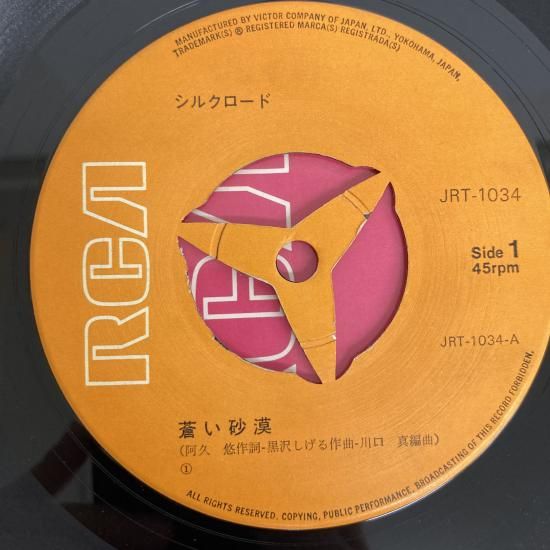 MANUFACTURED BY VICTOR COMPANY OF JAPAN, LTD., YOKOHAMA, JAPAN.
TRADEMARK(S) ® REGISTERED MARCA(S) REGISTRADA(S)
シルクロード
RCA
JRT-1034
Side 1
45rpm
JRT-1034-A
蒼い砂漠
(阿久 悠作詞-黒沢しげる作曲-川口 真編曲)
①
ALL RIGHTS RESERVED. COPYING, PUBLIC PERFORMANCE, BROADCASTING OF THIS RECORD FORBIDDEN.